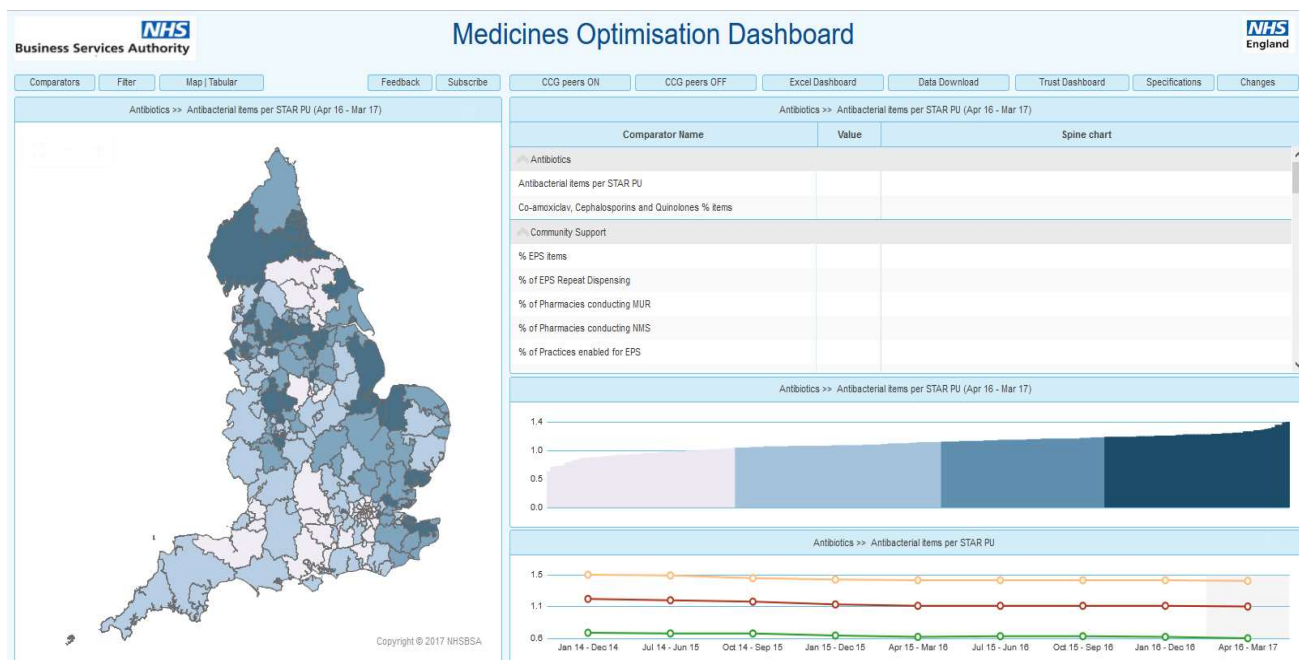 NHS
Business Services Authority
Medicines Optimisation Dashboard
NHS
England
Comparators Filter Map | Tabular Feedback Subscribe CCG peers ON CCG peers OFF Excel Dashboard Data Download Trust Dashboard Specifications Changes
Antibiotics >> Antibacterial items per STAR PU (Apr 16 - Mar 17)
Copyright © 2017 NHSBSA
Antibiotics >> Antibacterial items per STAR PU (Apr 16 - Mar 17)
Comparator Name Value Spine chart
Antibiotics
Antibacterial items per STAR PU
Co-amoxiclav, Cephalosporins and Quinolones % items
Community Support
% EPS items
% of EPS Repeat Dispensing
% of Pharmacies conducting MUR
% of Pharmacies conducting NMS
% of Practices enabled for EPS
Antibiotics >> Antibacterial items per STAR PU (Apr 16 - Mar 17)
1.4
1.0
0.5
0.0
Antibiotics >> Antibacterial items per STAR PU
1.5
1.1
0.6
Jan 14 - Dec 14 Jul 14 - Jun 15 Oct 14 - Sep 15 Jan 15 - Dec 15 Apr 15 - Mar 16 Jul 15 - Jun 16 Oct 15 - Sep 16 Jan 16 - Dec 16 Apr 16 - Mar 17